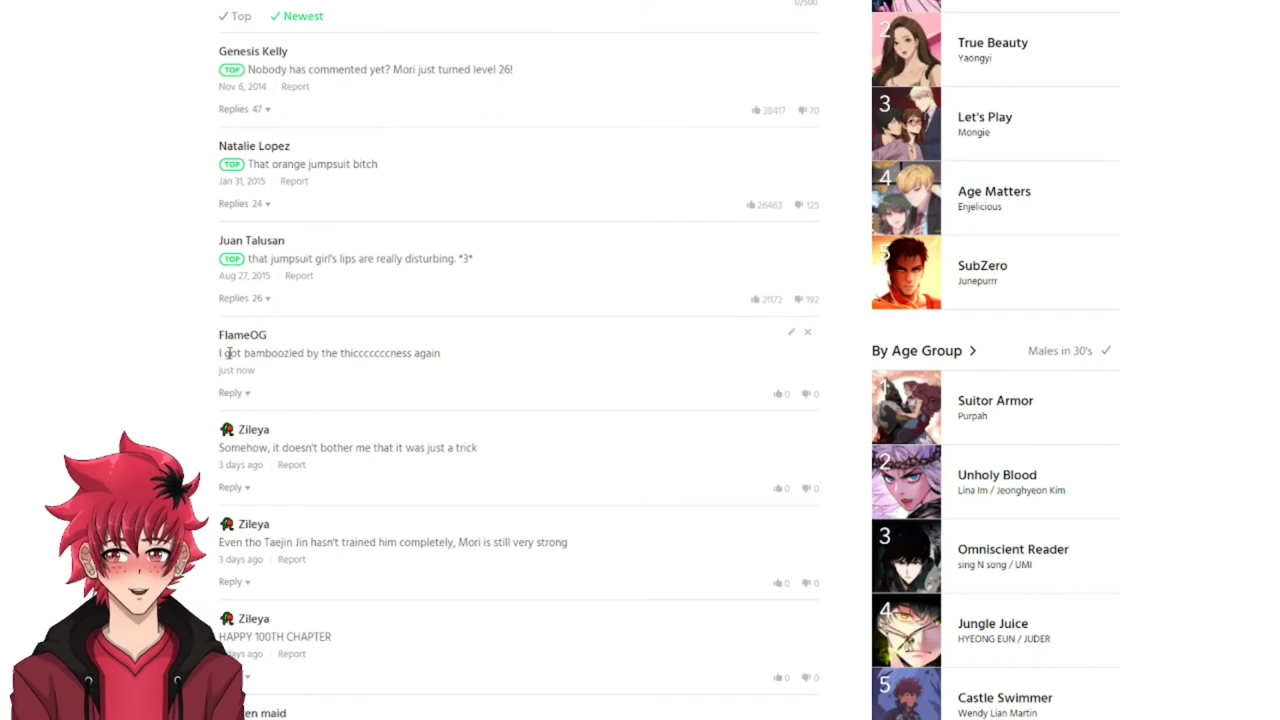 0/500
Top
Newest
Genesis Kelly
TOP Nobody has commented yet? Mori just turned level 26!
Nov 6, 2014 Report
Replies 47
38417 70
Natalie Lopez
TOP That orange jumpsuit bitch
Jan 31, 2015 Report
Replies 24
26463 125
Juan Talusan
TOP that jumpsuit girl's lips are really disturbing. *3*
Aug 27, 2015 Report
Replies 26
21172 192
FlameOG
I got bamboozled by the thicccccccness again
just now
Reply
0 0
Zileya
Somehow, it doesn't bother me that it was just a trick
3 days ago Report
Reply
0 0
Zileya
Even tho Taejin Jin hasn't trained him completely, Mori is still very strong
3 days ago Report
Reply
0 0
Zileya
HAPPY 100TH CHAPTER
days ago Report
0 0
maid
2
True Beauty
Yaongyi
3
Let's Play
Mongie
4
Age Matters
Enjelicious
5
SubZero
Junepurrr
By Age Group Males in 30's
1
Suitor Armor
Purpah
2
Unholy Blood
Lina Im / Jeonghyeon Kim
3
Omniscient Reader
sing N song / UMI
4
Jungle Juice
HYEONG EUN / JUDER
5
Castle Swimmer
Wendy Lian Martin